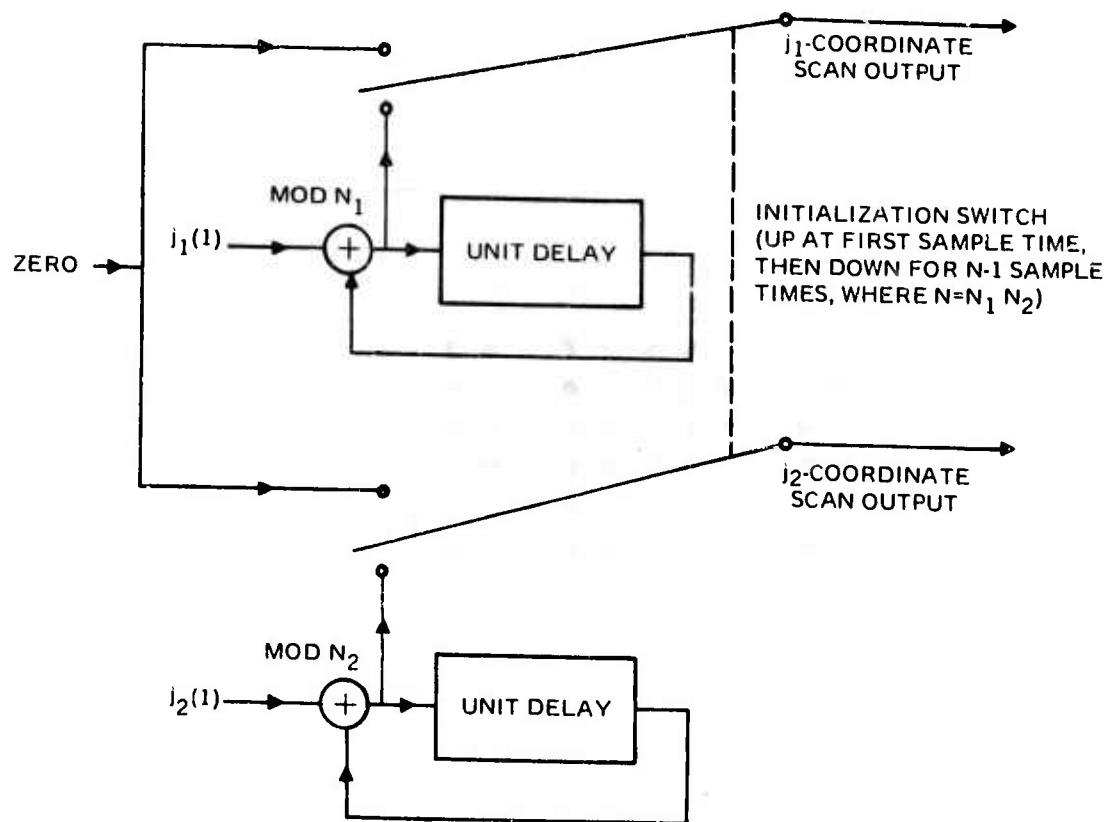 j₁-COORDINATE
SCAN OUTPUT
MOD N₁
j₁(1)
+
UNIT DELAY
ZERO
INITIALIZATION SWITCH
(UP AT FIRST SAMPLE TIME,
THEN DOWN FOR N-1 SAMPLE
TIMES, WHERE N=N₁ N₂)
j₂-COORDINATE
SCAN OUTPUT
MOD N₂
j₂(1)
+
UNIT DELAY